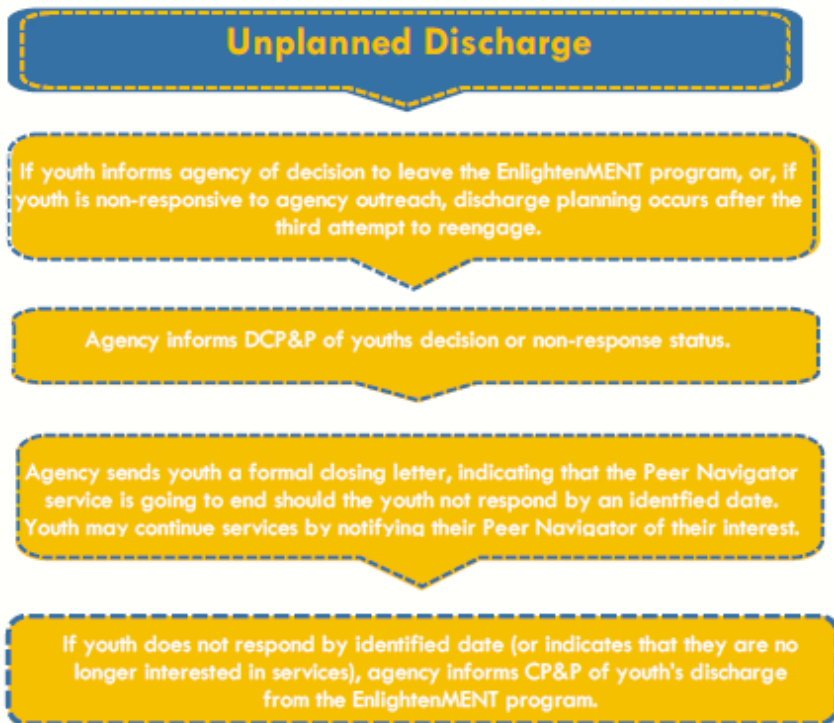 Unplanned Discharge
If youth informs agency of decision to leave the EnlightenMENT program, or, if
youth is non-responsive to agency outreach, discharge planning occurs after the
third attempt to reengage.
Agency informs DCP&P of youths decision or non-response status.
Agency sends youth a formal closing letter, indicating that the Peer Navigator
service is going to end should the youth not respond by an identfied date.
Youth may continue services by notifying their Peer Navigator of their interest.
If youth does not respond by identified date (or indicates that they are no
longer interested in services), agency informs CP&P of youth's discharge
from the EnlightenMENT program.